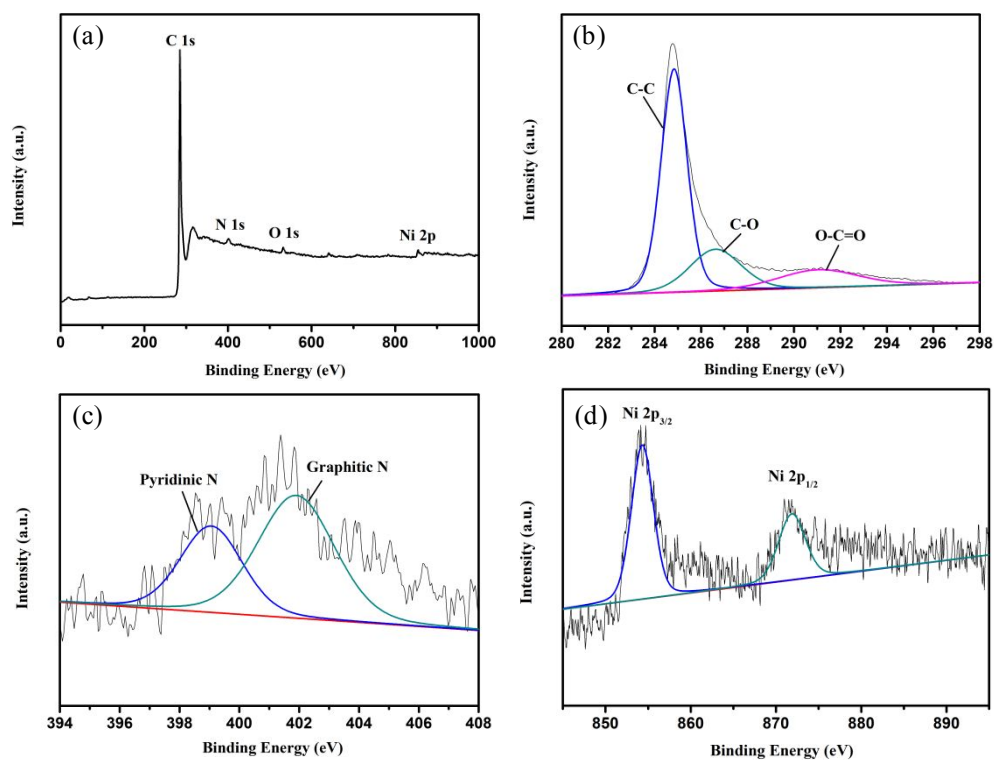 (a)
C 1s
N 1s
O 1s
Ni 2p
Intensity (a.u.)
0 200 400 600 800 1000
Binding Energy (eV)
(b)
C-C
C-O
O-C=O
Intensity (a.u.)
280 282 284 286 288 290 292 294 296 298
Binding Energy (eV)
(c)
Pyridinic N
Graphitic N
Intensity (a.u.)
394 396 398 400 402 404 406 408
Binding Energy (eV)
(d)
Ni 2p3/2
Ni 2p1/2
Intensity (a.u.)
850 860 870 880 890
Binding Energy (eV)